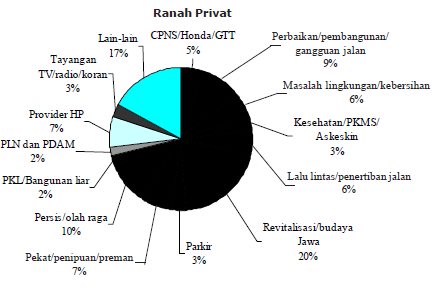 Ranah Privat
CPNS/Honda/GTT
5%
Perbaikan/pembangunan/
gangguan jalan
9%
Masalah lingkungan/kebersihan
6%
Kesehatan/PKMS/
Askeskin
3%
Lalu lintas/penertiban jalan
6%
Revitalisasi/budaya
Jawa
20%
Parkir
3%
Pekat/penipuan/preman
7%
Persis/olah raga
10%
PKL/Bangunan liar
2%
PLN dan PDAM
2%
Provider HP
7%
Tayangan
TV/radio/koran
3%
Lain-lain
17%